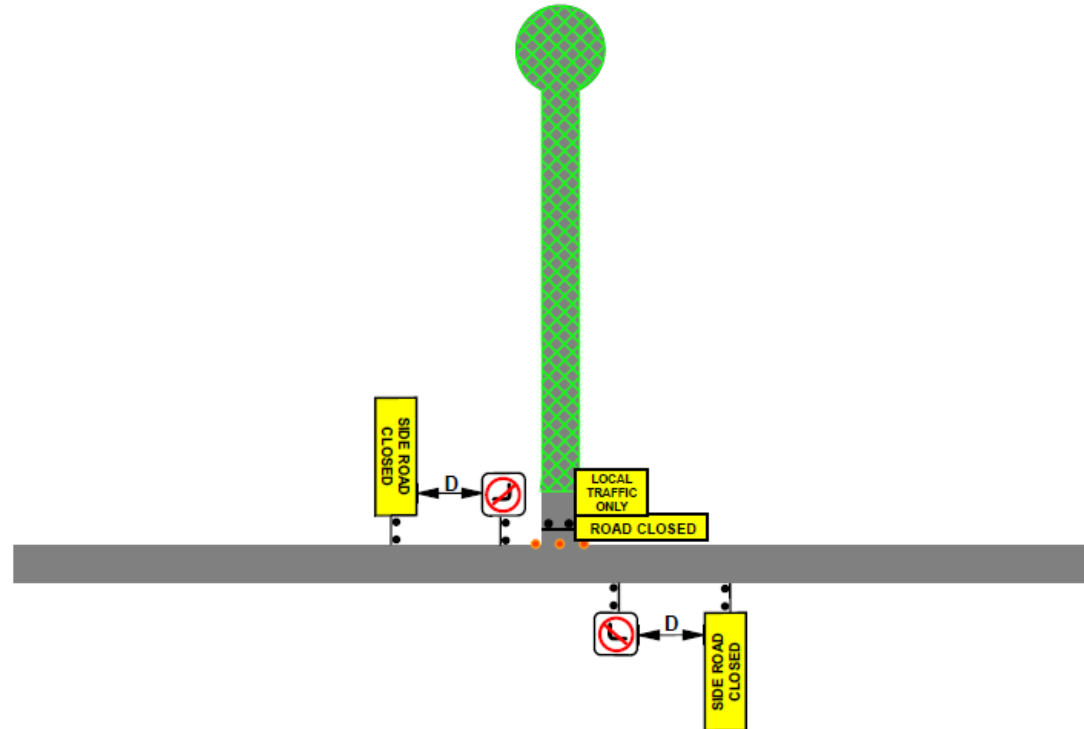 SIDE ROAD
CLOSED
D
LOCAL
TRAFFIC
ONLY
ROAD CLOSED
D
SIDE ROAD
CLOSED